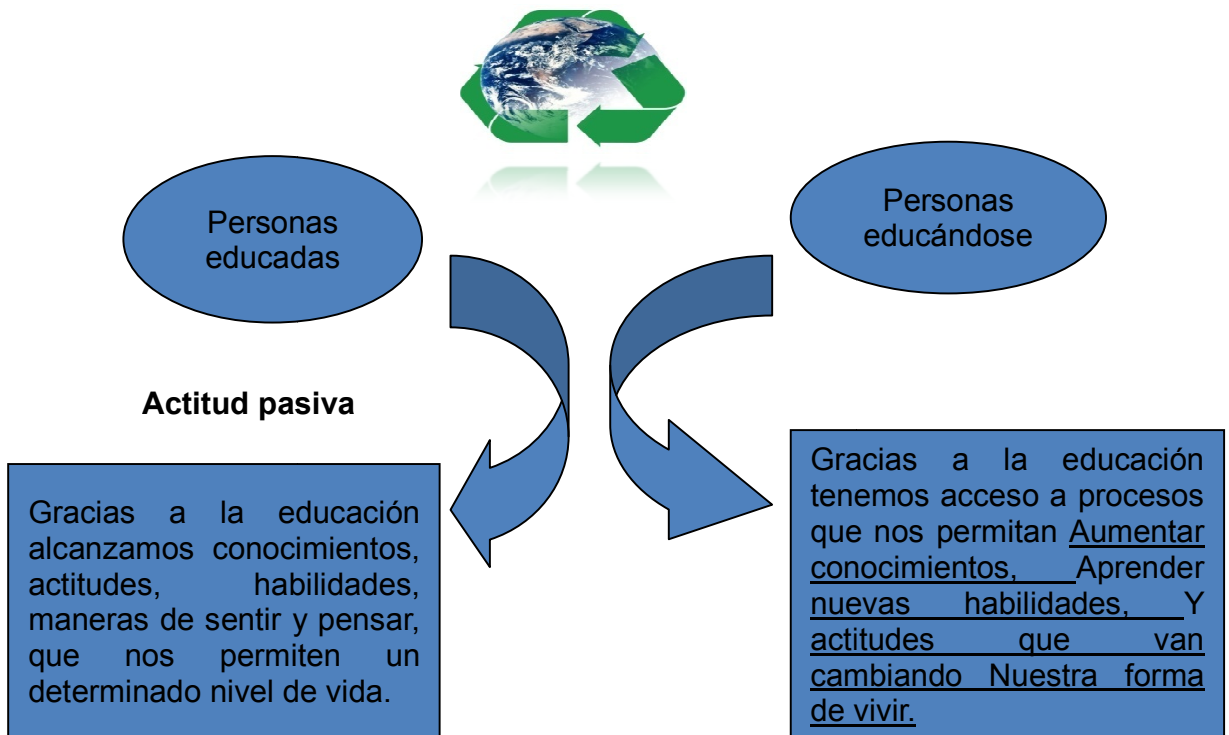 Personas
educadas
Personas
educándose
Actitud pasiva
Gracias a la educación
alcanzamos conocimientos,
actitudes, habilidades,
maneras de sentir y pensar,
que nos permiten un
determinado nivel de vida.
Gracias a la educación
tenemos acceso a procesos
que nos permitan Aumentar
conocimientos, Aprender
nuevas habilidades, Y
actitudes que van
cambiando Nuestra forma
de vivir.